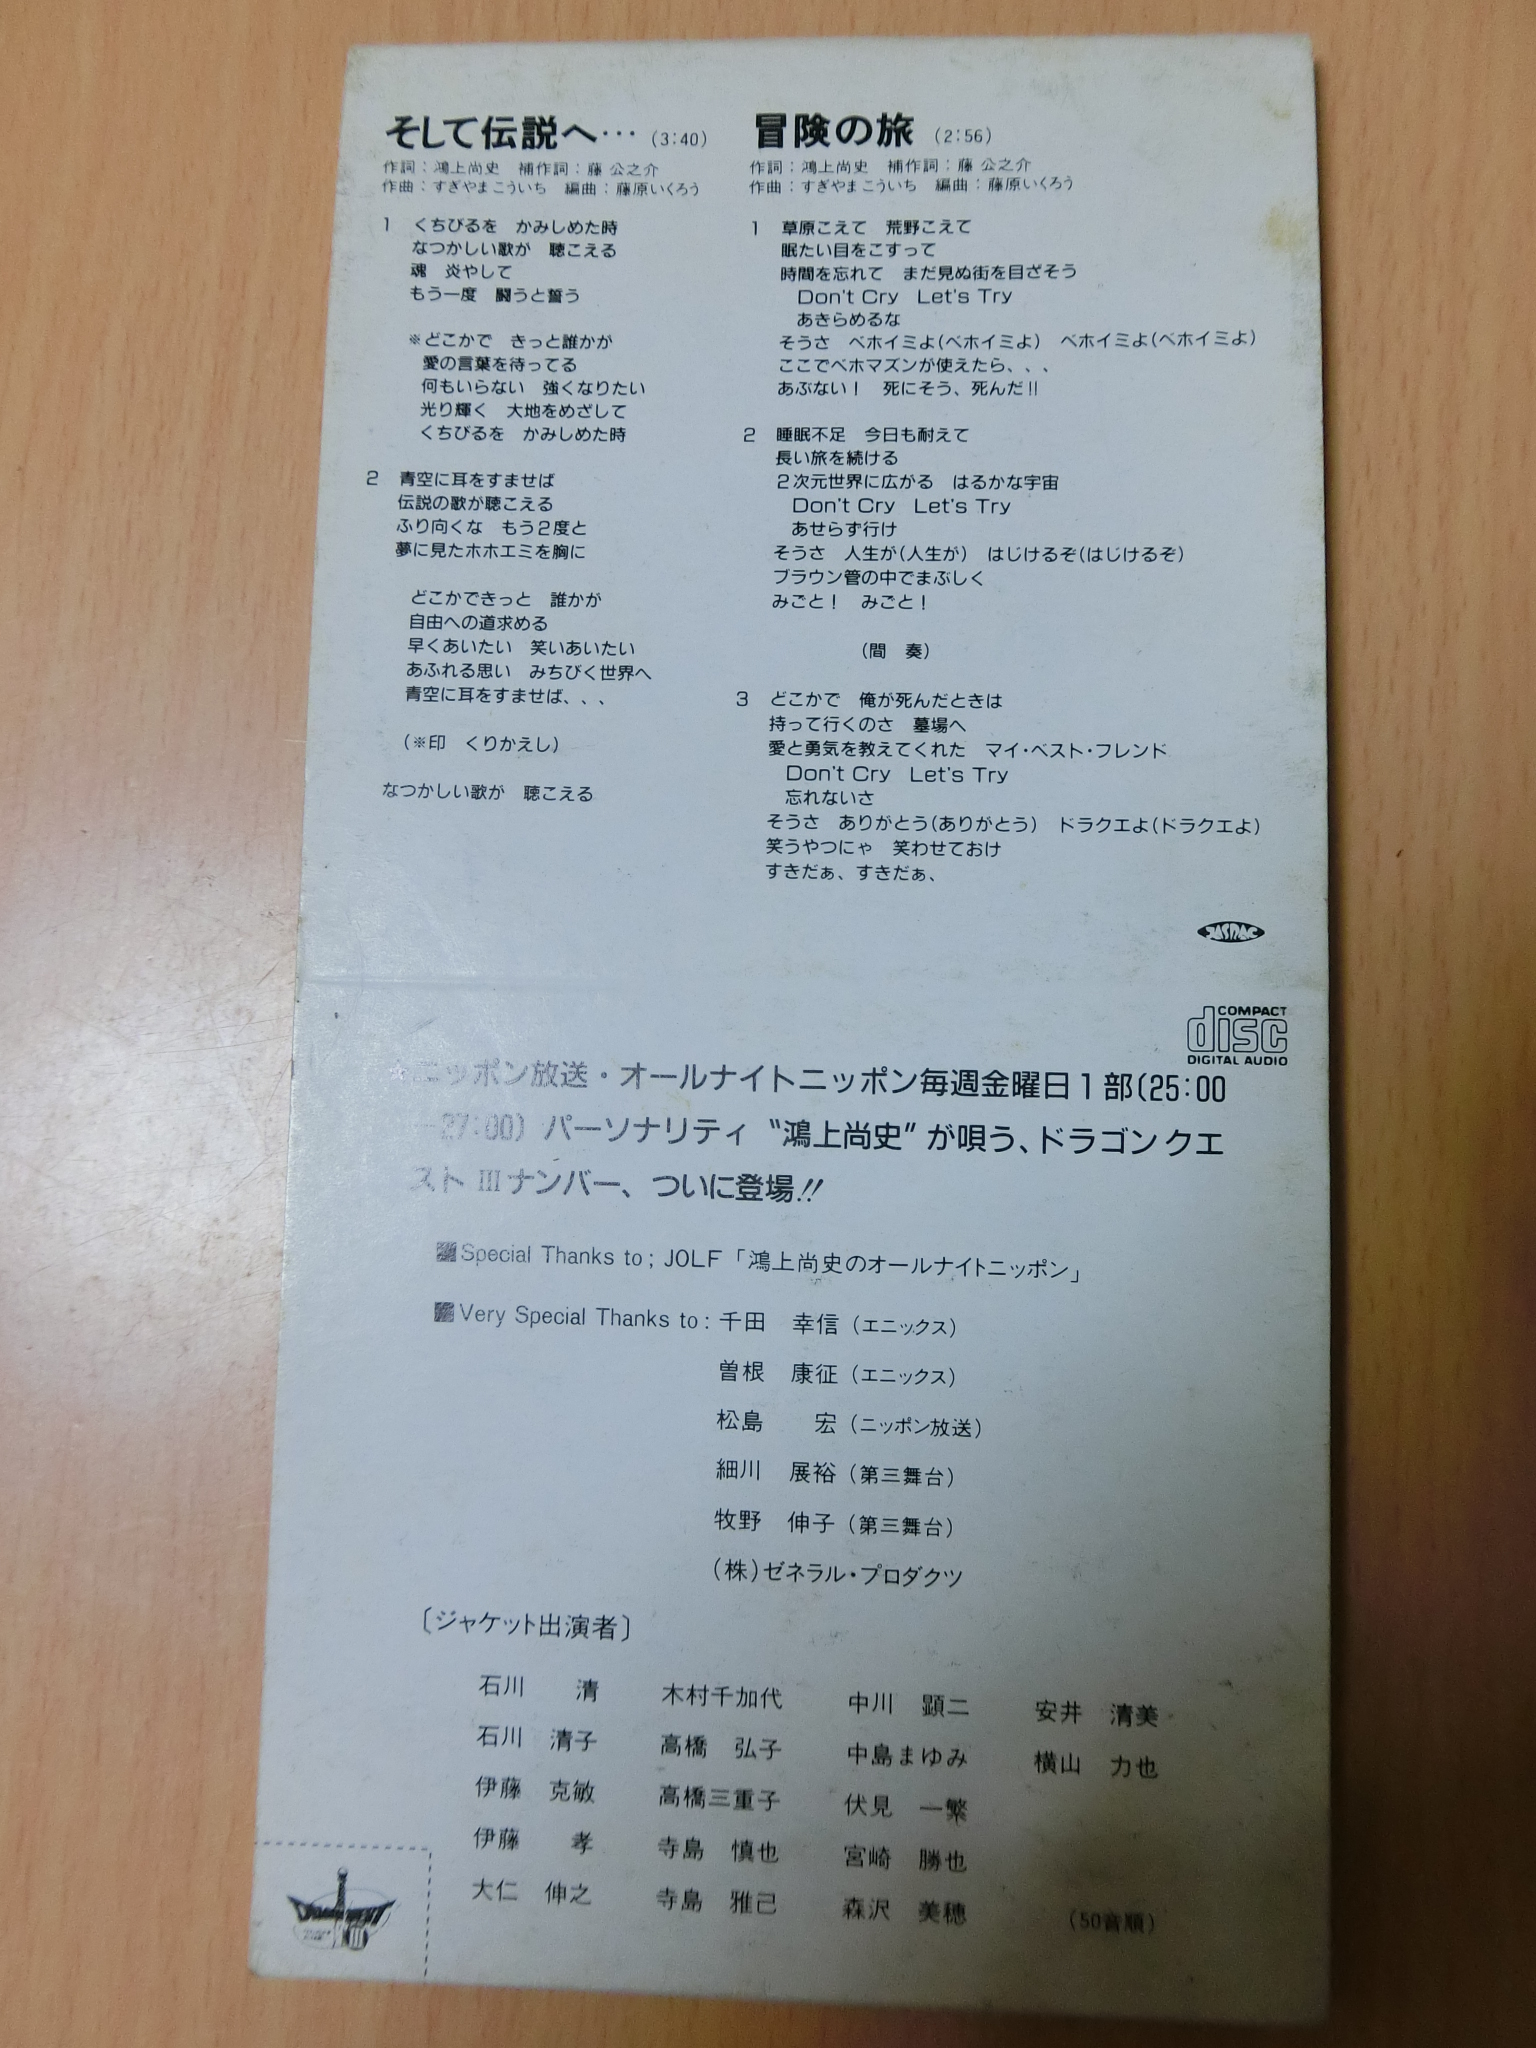 そして伝説へ… (3:40)
作詞：鴻上尚史　補作詞：藤 公之介
作曲：すぎやまこういち　編曲：藤原いくろう
1　くちびるを　かみしめた時
なつかしい歌が　聴こえる
魂　炎やして
もう一度　闘うと誓う
※どこかで　きっと誰かが
愛の言葉を待ってる
何もいらない　強くなりたい
光り輝く　大地をめざして
くちびるを　かみしめた時
2　青空に耳をすませば
伝説の歌が聴こえる
ふり向くな　もう2度と
夢に見たホホエミを胸に
どこかできっと　誰かが
自由への道求める
早くあいたい　笑いあいたい
あふれる思い　みちびく世界へ
青空に耳をすませば、、、
(※印　くりかえし)
なつかしい歌が　聴こえる
冒険の旅 (2:56)
作詞：鴻上尚史　補作詞：藤 公之介
作曲：すぎやまこういち　編曲：藤原いくろう
1　草原こえて　荒野こえて
眠たい目をこすって
時間を忘れて　まだ見ぬ街を目ざそう
Don't Cry　Let's Try
あきらめるな
そうさ　ベホイミよ(ベホイミよ)　ベホイミよ(ベホイミよ)
ここでベホマズンが使えたら、、、
あぶない！　死にそう、死んだ!!
2　睡眠不足　今日も耐えて
長い旅を続ける
2次元世界に広がる　はるかな宇宙
Don't Cry　Let's Try
あせらず行け
そうさ　人生が(人生が)　はじけるぞ(はじけるぞ)
ブラウン管の中でまぶしく
みごと！　みごと！
(間　奏)
3　どこかで　俺が死んだときは
持って行くのさ　墓場へ
愛と勇気を教えてくれた　マイ・ベスト・フレンド
Don't Cry　Let's Try
忘れないさ
そうさ　ありがとう(ありがとう)　ドラクエよ(ドラクエよ)
笑うやつにゃ　笑わせておけ
すきだぁ、すきだぁ、
JASRAC
COMPACT
disc
DIGITAL AUDIO
★ニッポン放送・オールナイトニッポン毎週金曜日1部(25:00
―27:00) パーソナリティ“鴻上尚史”が唄う、ドラゴンクエ
スト III ナンバー、ついに登場!!
■Special Thanks to; JOLF「鴻上尚史のオールナイトニッポン」
■Very Special Thanks to: 千田　幸信 (エニックス)
曽根　康征 (エニックス)
松島　　宏 (ニッポン放送)
細川　展裕 (第三舞台)
牧野　伸子 (第三舞台)
(株)ゼネラル・プロダクツ
〔ジャケット出演者〕
石川　　清　木村千加代　中川　顕二　安井　清美
石川　清子　高橋　弘子　中島まゆみ　横山　力也
伊藤　克敏　高橋三重子　伏見　一繁
伊藤　　孝　寺島　慎也　宮崎　勝也
大仁　伸之　寺島　雅己　森沢　美穂
(50音順)
DRAGON QUEST